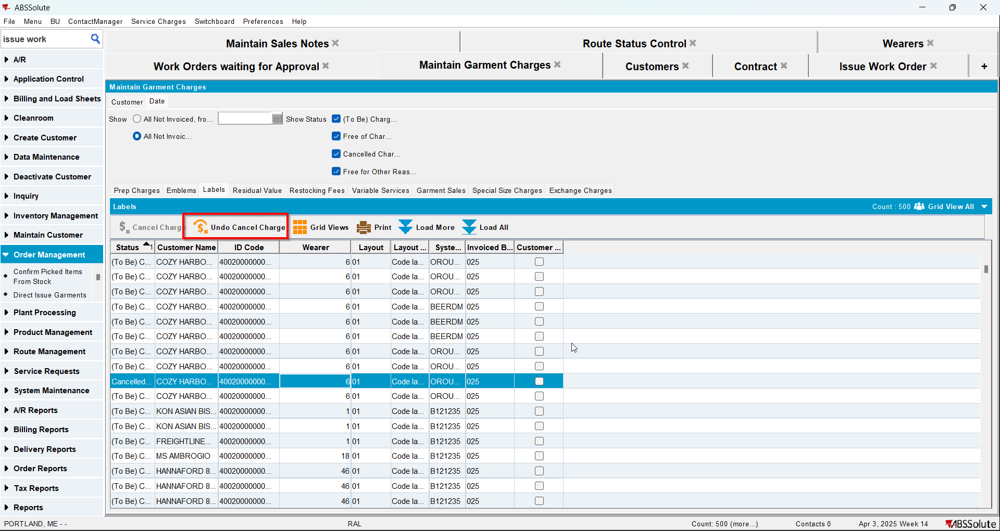 ABSSolute
File Menu BU ContactManager Service Charges Switchboard Preferences Help
issue work
A/R
Application Control
Billing and Load Sheets
Cleanroom
Create Customer
Data Maintenance
Deactivate Customer
Inquiry
Inventory Management
Maintain Customer
Order Management
Confirm Picked Items
From Stock
Direct Issue Garments
Plant Processing
Product Management
Route Management
Service Requests
System Maintenance
A/R Reports
Billing Reports
Delivery Reports
Order Reports
Tax Reports
Reports
Maintain Sales Notes Route Status Control Wearers
Work Orders waiting for Approval Maintain Garment Charges Customers Contract Issue Work Order +
Maintain Garment Charges
Customer Date
Show All Not Invoiced, fro... Show Status (To Be) Charg...
All Not Invoic... Free of Char...
Cancelled Char...
Free for Other Reas...
Prep Charges Emblems Labels Residual Value Restocking Fees Variable Services Garment Sales Special Size Charges Exchange Charges
Labels Count : 500 Grid View All
Cancel Charge Undo Cancel Charge Grid Views Print Load More Load All
Status 1 Customer Name ID Code Wearer Layout Layout ... Syste... Invoiced B... Customer ...
(To Be) C... COZY HARBO... 40020000000... 6 01 Code la... OROU... 025
(To Be) C... COZY HARBO... 40020000000... 6 01 Code la... OROU... 025
(To Be) C... COZY HARBO... 40020000000... 6 01 Code la... OROU... 025
(To Be) C... COZY HARBO... 40020000000... 6 01 Code la... BEERDM 025
(To Be) C... COZY HARBO... 40020000000... 6 01 Code la... BEERDM 025
(To Be) C... COZY HARBO... 40020000000... 6 01 Code la... BEERDM 025
(To Be) C... COZY HARBO... 40020000000... 6 01 Code la... OROU... 025
(To Be) C... COZY HARBO... 40020000000... 6 01 Code la... OROU... 025
Cancelled... COZY HARBO... 40020000000... 6 01 Code la... OROU... 025
(To Be) C... COZY HARBO... 40020000000... 6 01 Code la... OROU... 025
(To Be) C... KON ASIAN BIS... 40020000000... 1 01 Code la... B121235 025
(To Be) C... KON ASIAN BIS... 40020000000... 1 01 Code la... B121235 025
(To Be) C... FREIGHTLINE... 40020000000... 1 01 Code la... B121235 025
(To Be) C... MS AMBROGIO 40020000000... 18 01 Code la... B121235 025
(To Be) C... HANNAFORD 8... 40020000000... 46 01 Code la... B121235 025
(To Be) C... HANNAFORD 8... 40020000000... 46 01 Code la... B121235 025
(To Be) C... HANNAFORD 8... 40020000000... 46 01 Code la... B121235 025
PORTLAND, ME - - RAL Count: 500 (more...) Contacts 0 Apr 3, 2025 Week 14 ABSSolute